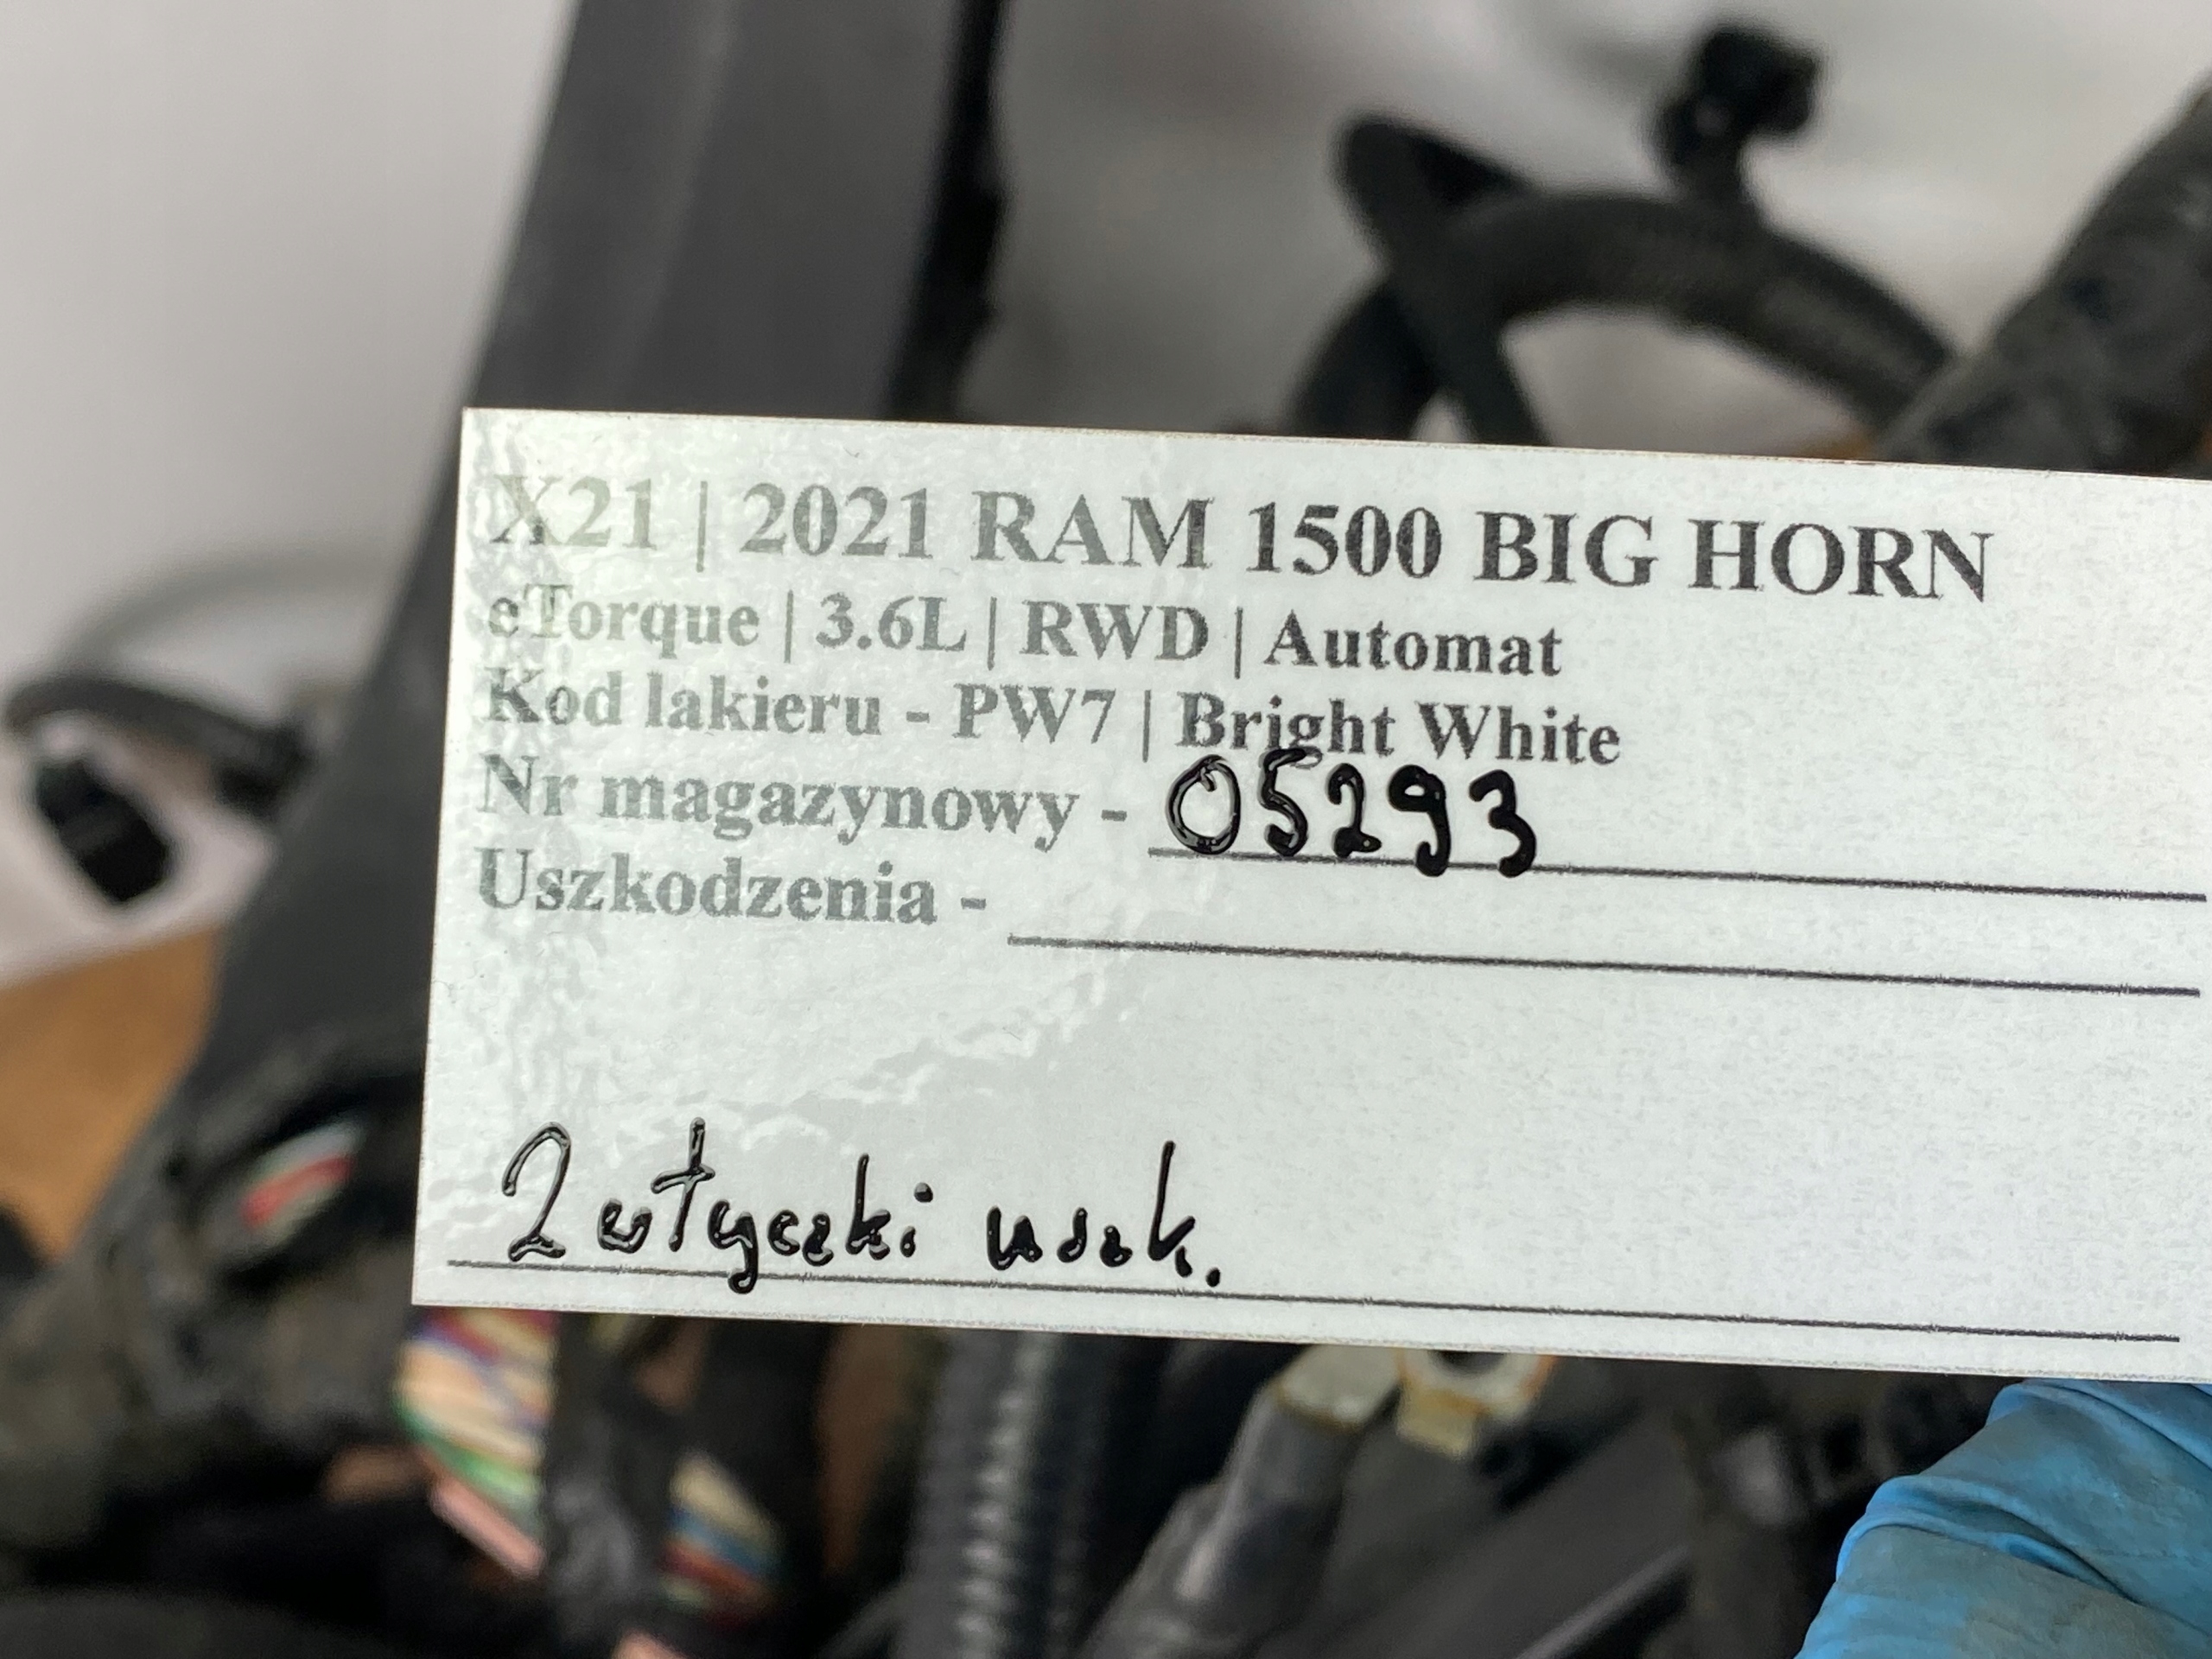 X21 | 2021 RAM 1500 BIG HORN
eTorque | 3.6L | RWD | Automat
Kod lakieru - PW7 | Bright White
Nr magazynowy - 05293
Uszkodzenia -
2 wtyczki uszk.